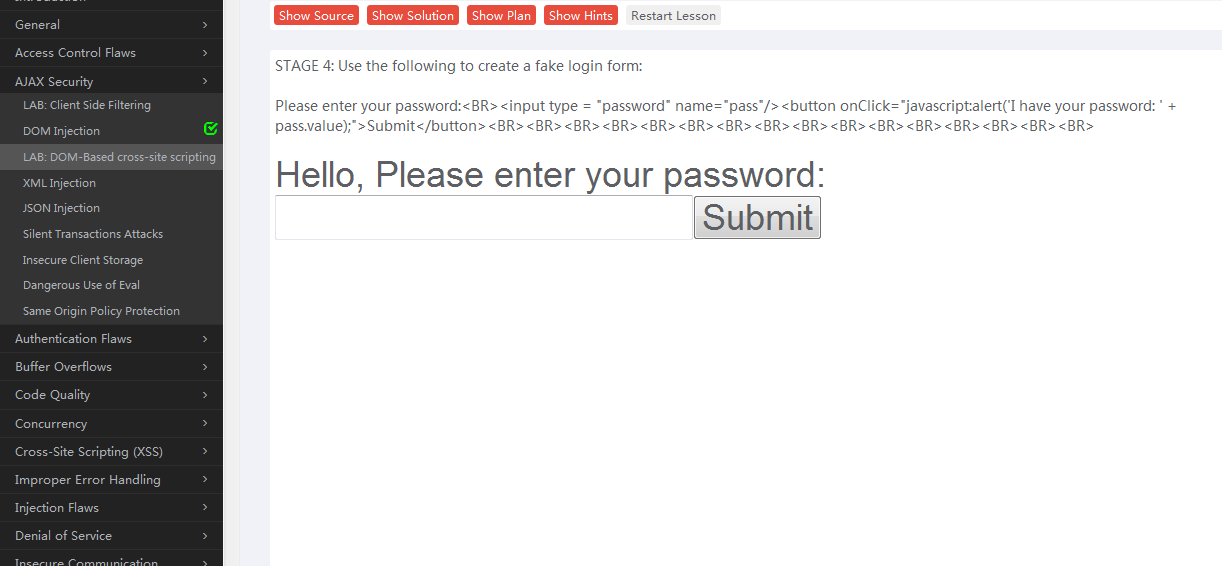 Introduction
General
Access Control Flaws
AJAX Security
LAB: Client Side Filtering
DOM Injection
LAB: DOM-Based cross-site scripting
XML Injection
JSON Injection
Silent Transactions Attacks
Insecure Client Storage
Dangerous Use of Eval
Same Origin Policy Protection
Authentication Flaws
Buffer Overflows
Code Quality
Concurrency
Cross-Site Scripting (XSS)
Improper Error Handling
Injection Flaws
Denial of Service
Insecure Communication
Show Source Show Solution Show Plan Show Hints Restart Lesson
STAGE 4: Use the following to create a fake login form:
Please enter your password:<BR><input type = "password" name="pass"/><button onClick="javascript:alert('I have your password: ' +
pass.value);">Submit</button><BR><BR><BR><BR><BR><BR><BR><BR><BR><BR><BR><BR><BR><BR><BR><BR>
Hello, Please enter your password:
Submit